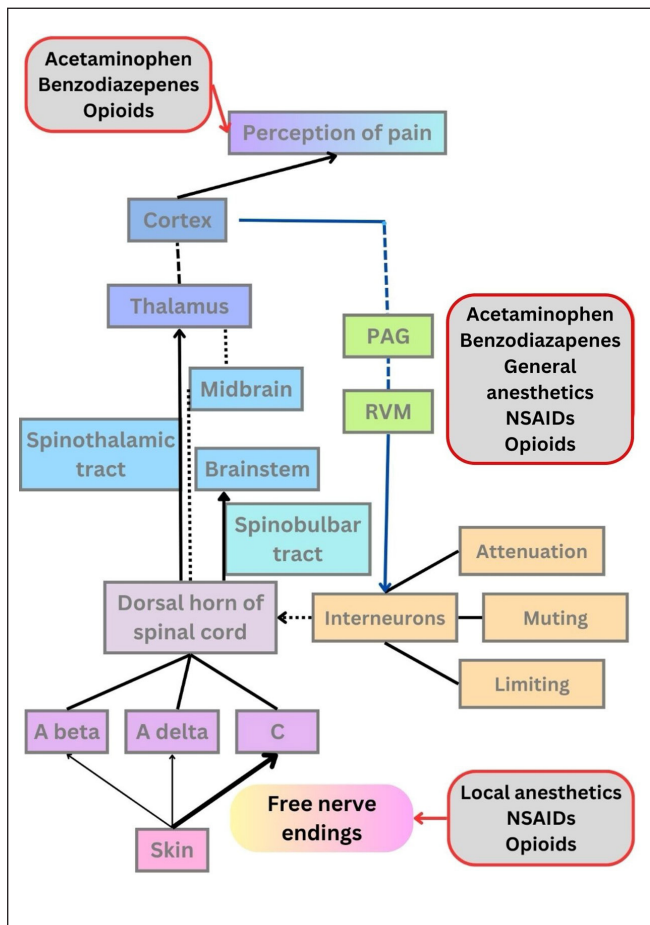 Acetaminophen
Benzodiazepenes
Opioids
Perception of pain
Cortex
Thalamus
PAG
Acetaminophen
Benzodiazapenes
General
anesthetics
NSAIDs
Opioids
Midbrain
RVM
Spinothalamic
tract
Brainstem
Spinobulbar
tract
Attenuation
Dorsal horn of
spinal cord
Interneurons
Muting
Limiting
A beta
A delta
C
Free nerve
endings
Local anesthetics
NSAIDs
Opioids
Skin